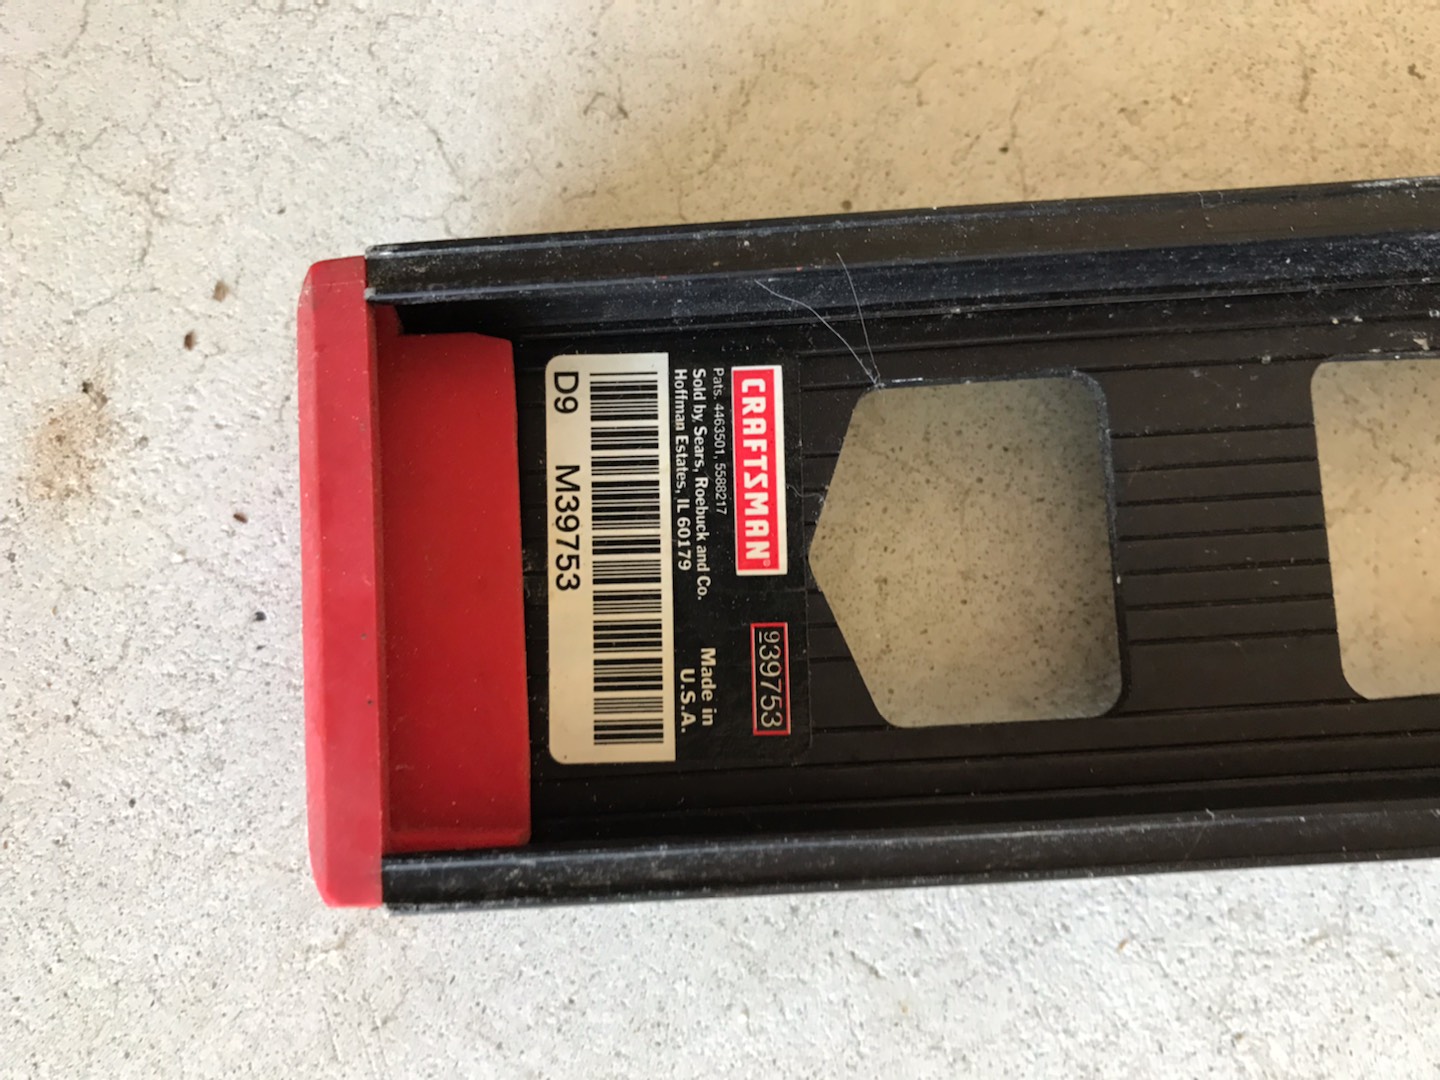 CRAFTSMAN®
939753
Pats. 4463501, 5588217
Sold by Sears, Roebuck and Co.
Hoffman Estates, IL 60179
Made in
U.S.A.
D9 M39753